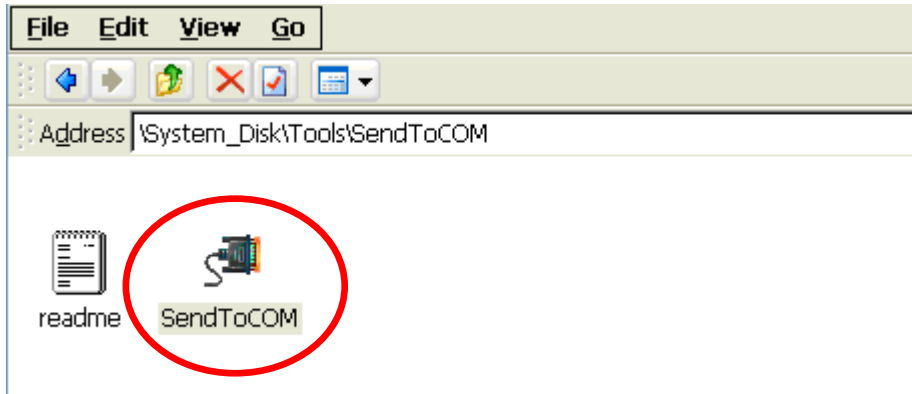 File Edit View Go
Address \System_Disk\Tools\SendToCOM
readme SendToCOM